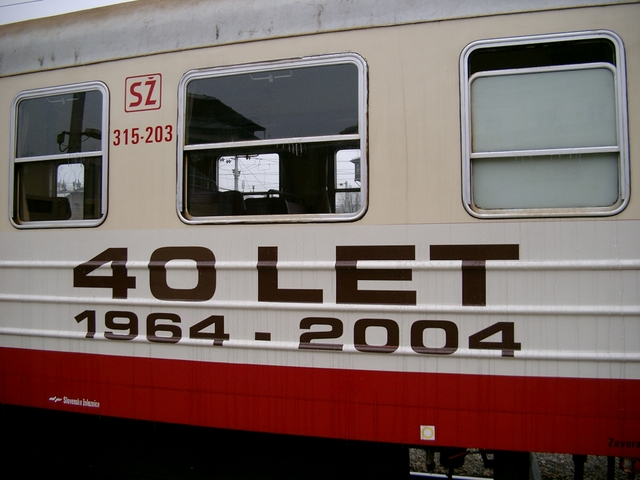 SŽ
315-203
40 LET
1964 - 2004
Slovenske železnice